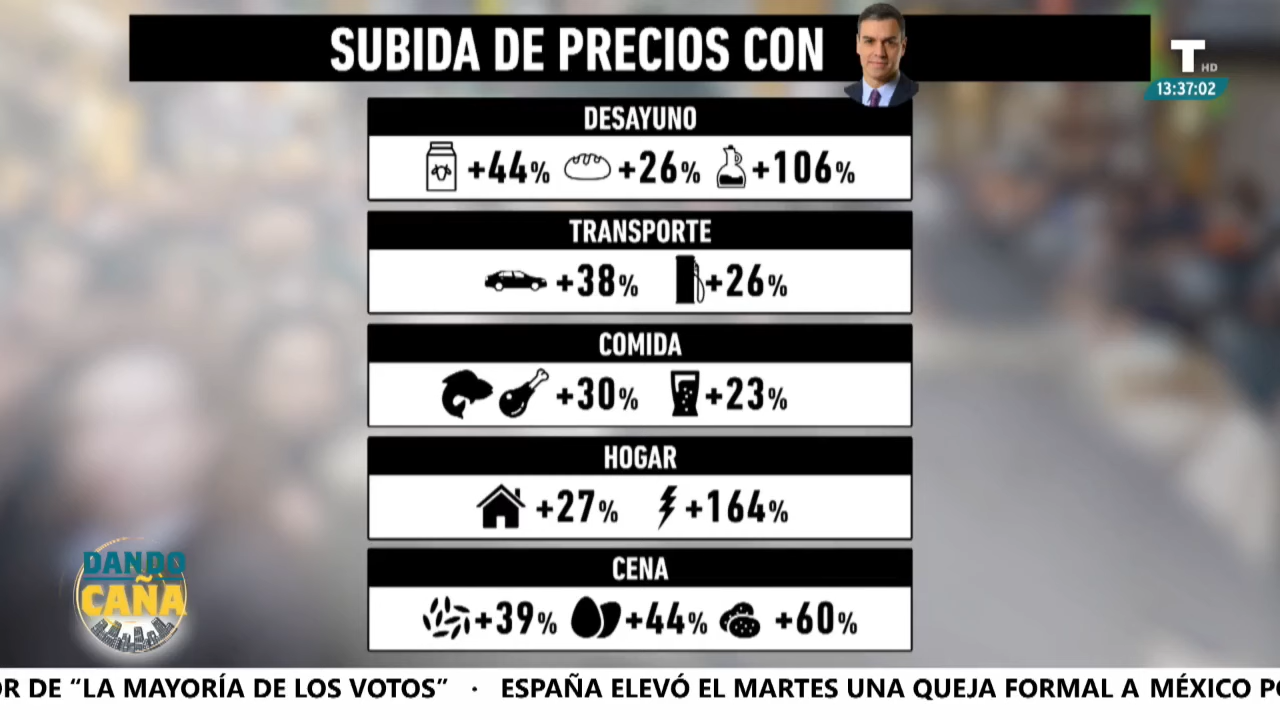 SUBIDA DE PRECIOS CON
T HD
13:37:02
DESAYUNO
+44% +26% +106%
TRANSPORTE
+38% +26%
COMIDA
+30% +23%
HOGAR
+27% +164%
CENA
+39% +44% +60%
DANDO
CAÑA
OR DE “LA MAYORÍA DE LOS VOTOS” · ESPAÑA ELEVÓ EL MARTES UNA QUEJA FORMAL A MÉXICO PO